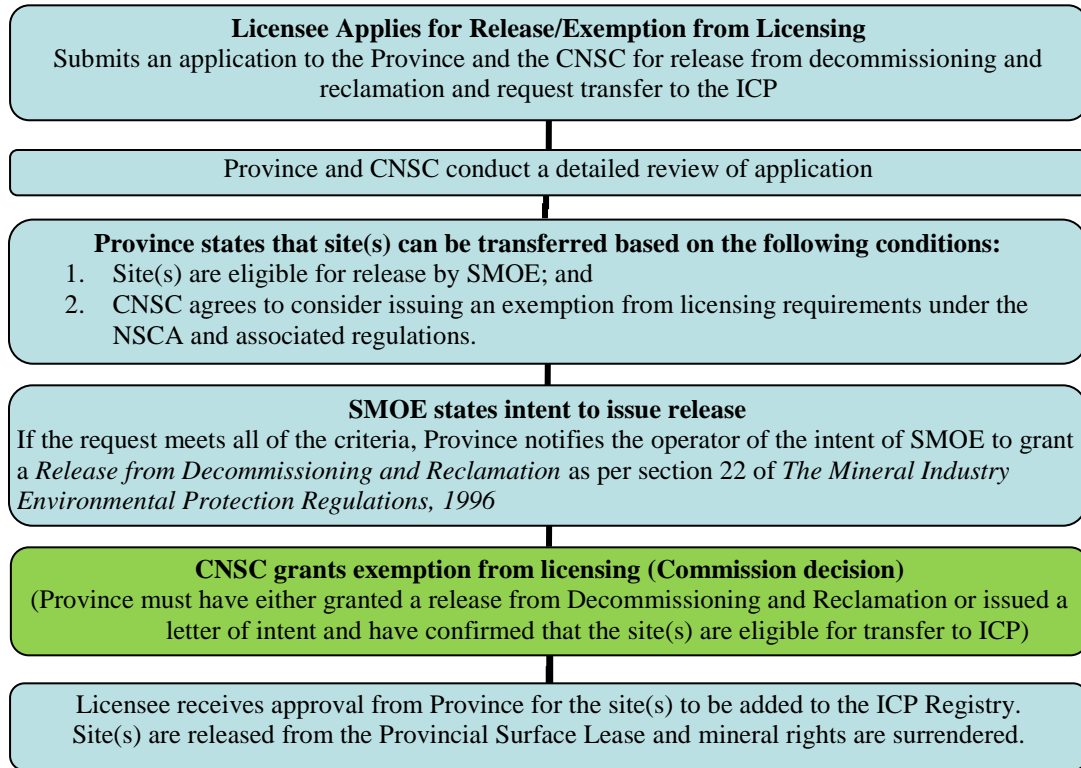 Licensee Applies for Release/Exemption from Licensing
Submits an application to the Province and the CNSC for release from decommissioning and
reclamation and request transfer to the ICP
Province and CNSC conduct a detailed review of application
Province states that site(s) can be transferred based on the following conditions:
1. Site(s) are eligible for release by SMOE; and
2. CNSC agrees to consider issuing an exemption from licensing requirements under the
NSCA and associated regulations.
SMOE states intent to issue release
If the request meets all of the criteria, Province notifies the operator of the intent of SMOE to grant
a Release from Decommissioning and Reclamation as per section 22 of The Mineral Industry
Environmental Protection Regulations, 1996
CNSC grants exemption from licensing (Commission decision)
(Province must have either granted a release from Decommissioning and Reclamation or issued a
letter of intent and have confirmed that the site(s) are eligible for transfer to ICP)
Licensee receives approval from Province for the site(s) to be added to the ICP Registry.
Site(s) are released from the Provincial Surface Lease and mineral rights are surrendered.